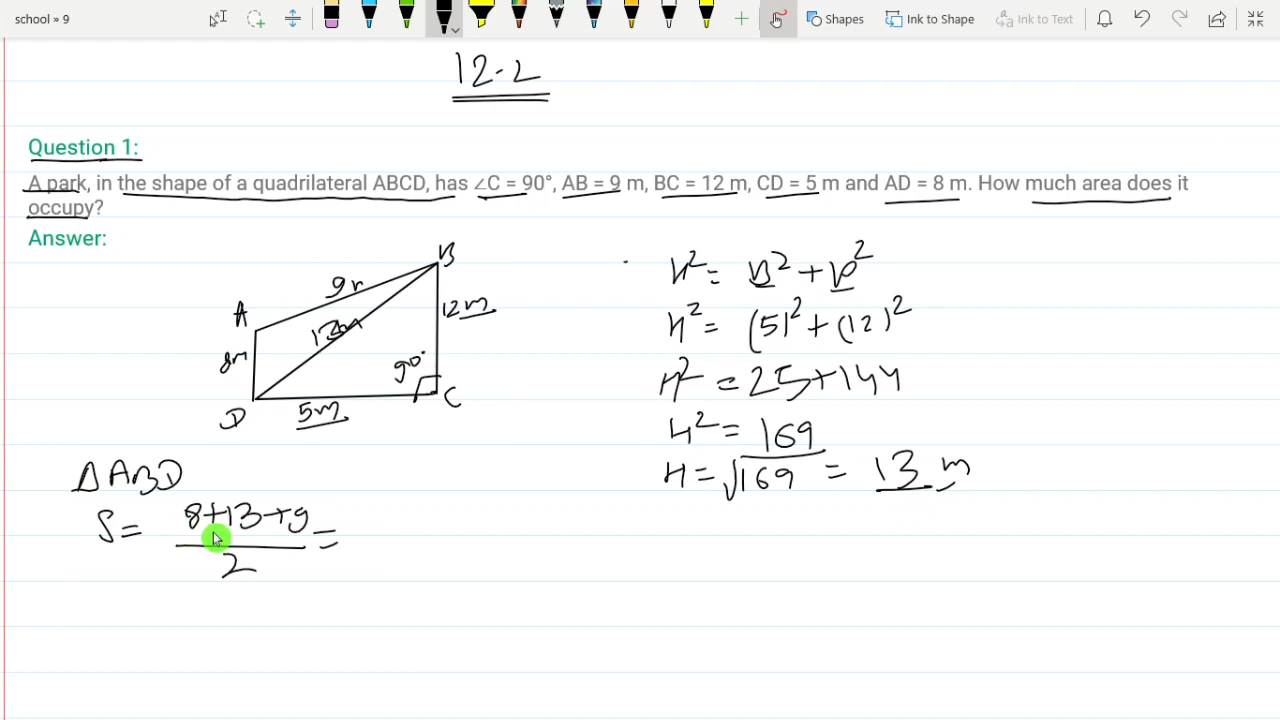 school » 9
Shapes
Ink to Shape
Ink to Text
12.2
Question 1:
A park, in the shape of a quadrilateral ABCD, has ∠C = 90°, AB = 9 m, BC = 12 m, CD = 5 m and AD = 8 m. How much area does it
occupy?
Answer:
B
9m
A
12m
13m
8m
90°
D
5m
C
H² = B² + P²
H² = (5)² + (12)²
H² = 25+144
H² = 169
H = √169 = 13 m
Δ ABD
S = 8+13+9 =
2